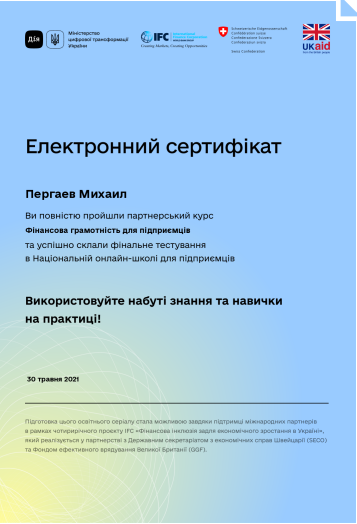 Дія
Міністерство
цифрової трансформації
України
IFC
International
Finance Corporation
WORLD BANK GROUP
Creating Markets, Creating Opportunities
Schweizerische Eidgenossenschaft
Confédération suisse
Confederazione Svizzera
Confederaziun svizra
Swiss Confederation
UKaid
Електронний сертифікат
Пергаев Михаил
Ви повністю пройшли партнерський курс
Фінансова грамотність для підприємців
та успішно склали фінальне тестування
в Національній онлайн-школі для підприємців
Використовуйте набуті знання та навички
на практиці!
30 травня 2021
Підготовка цього освітнього серіалу стала можливою завдяки підтримці міжнародних партнерів
в рамках чотирирічного проєкту IFC «Фінансова інклюзія задля економічного зростання в Україні»,
який реалізується у партнерстві з Державним секретаріатом з економічних справ Швейцарії (SECO)
та Фондом ефективного врядування Великої Британії (GGF).